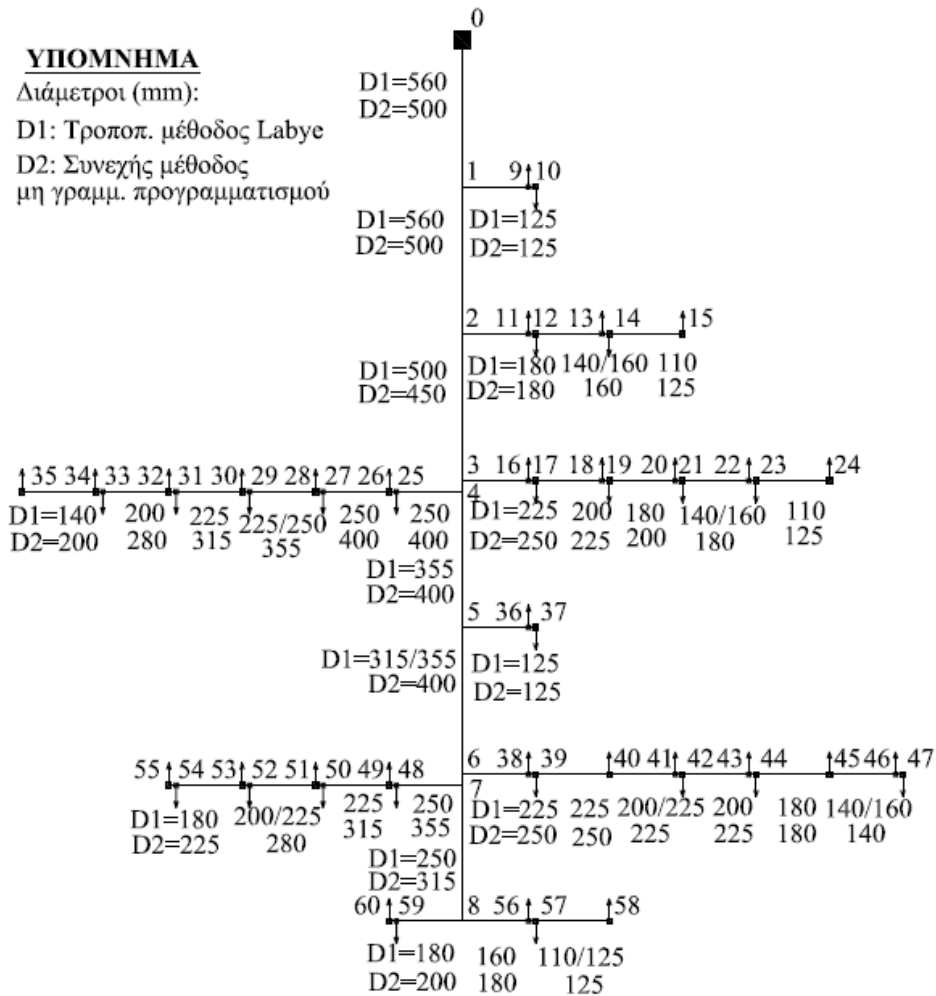 0
ΥΠΟΜΝΗΜΑ
Διάμετροι (mm):
D1: Τροποπ. μέθοδος Labye
D2: Συνεχής μέθοδος
μη γραμμ. προγραμματισμού
D1=560
D2=500
1 9 10
D1=560 D1=125
D2=500 D2=125
2 11 12 13 14 15
D1=500 D1=180 140/160 110
D2=450 D2=180 160 125
35 34 33 32 31 30 29 28 27 26 25 3 16 17 18 19 20 21 22 23 24
4
D1=140 200 225 225/250 250 250 D1=225 200 180 140/160 110
D2=200 280 315 355 400 400 D2=250 225 200 180 125
D1=355
D2=400
5 36 37
D1=315/355 D1=125
D2=400 D2=125
55 54 53 52 51 50 49 48 6 38 39 40 41 42 43 44 45 46 47
7
D1=180 200/225 225 250 D1=225 225 200/225 200 180 140/160
D2=225 280 315 355 D2=250 250 225 225 180 140
D1=250
D2=315
60 59 8 56 57 58
D1=180 160 110/125
D2=200 180 125